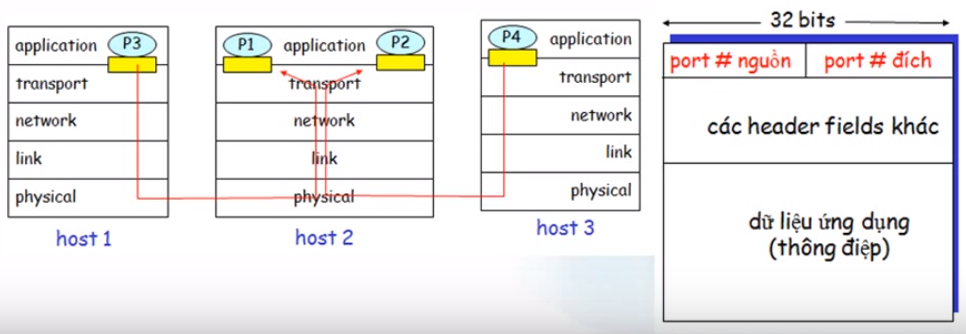 application P3
transport
network
link
physical
host 1
P1 application P2
transport
network
link
physical
host 2
P4 application
transport
network
link
physical
host 3
32 bits
port # nguồn port # đích
các header fields khác
dữ liệu ứng dụng
(thông điệp)